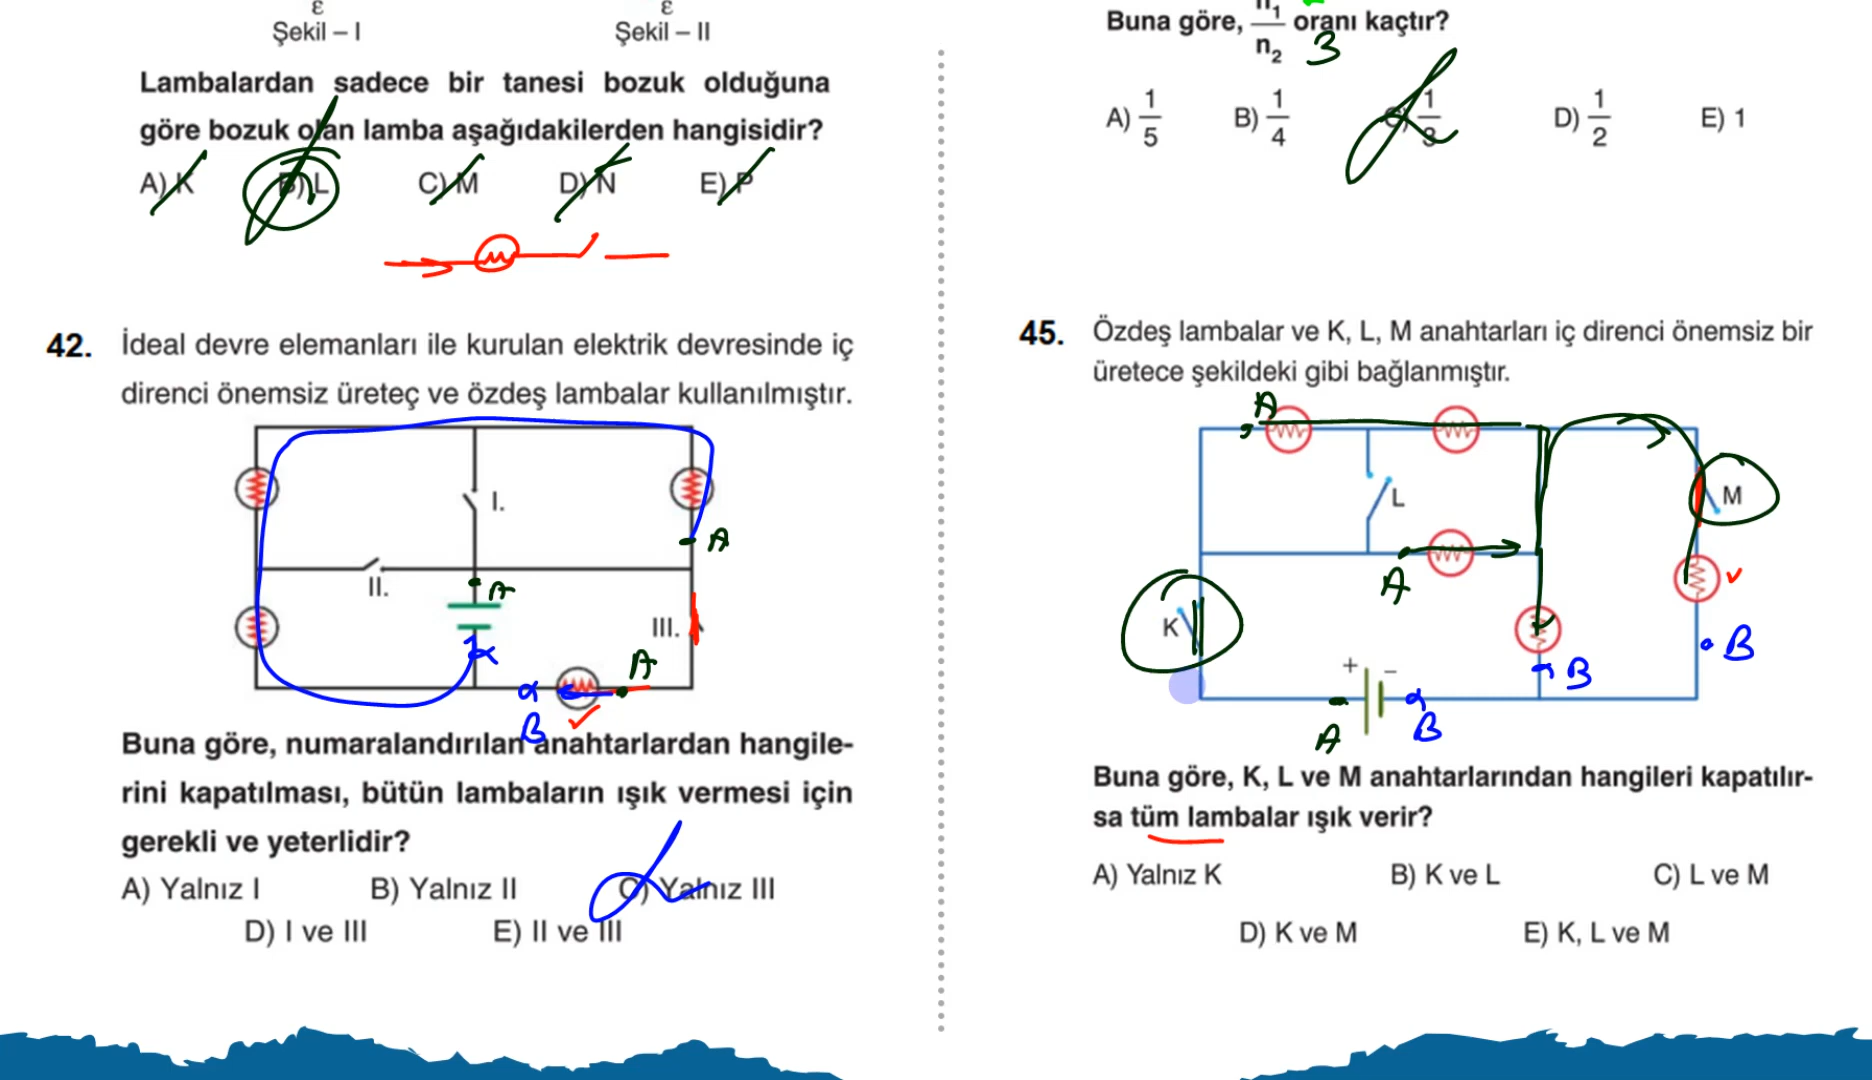 ε
ε
Şekil – I
Şekil – II
Lambalardan sadece bir tanesi bozuk olduğuna
göre bozuk olan lamba aşağıdakilerden hangisidir?
A) K
B) L
C) M
D) N
E) P
42. İdeal devre elemanları ile kurulan elektrik devresinde iç
direnci önemsiz üreteç ve özdeş lambalar kullanılmıştır.
I.
A
II.
A
III.
A
B
Buna göre, numaralandırılan anahtarlardan hangile-
rini kapatılması, bütün lambaların ışık vermesi için
gerekli ve yeterlidir?
A) Yalnız I
B) Yalnız II
C) Yalnız III
D) I ve III
E) II ve III
Buna göre, n1/n2 oranı kaçtır?
3
A) 1/5
B) 1/4
C) 1/3
D) 1/2
E) 1
45. Özdeş lambalar ve K, L, M anahtarları iç direnci önemsiz bir
üretece şekildeki gibi bağlanmıştır.
A
L
M
A
K
B
B
+
–
A
B
Buna göre, K, L ve M anahtarlarından hangileri kapatılır-
sa tüm lambalar ışık verir?
A) Yalnız K
B) K ve L
C) L ve M
D) K ve M
E) K, L ve M